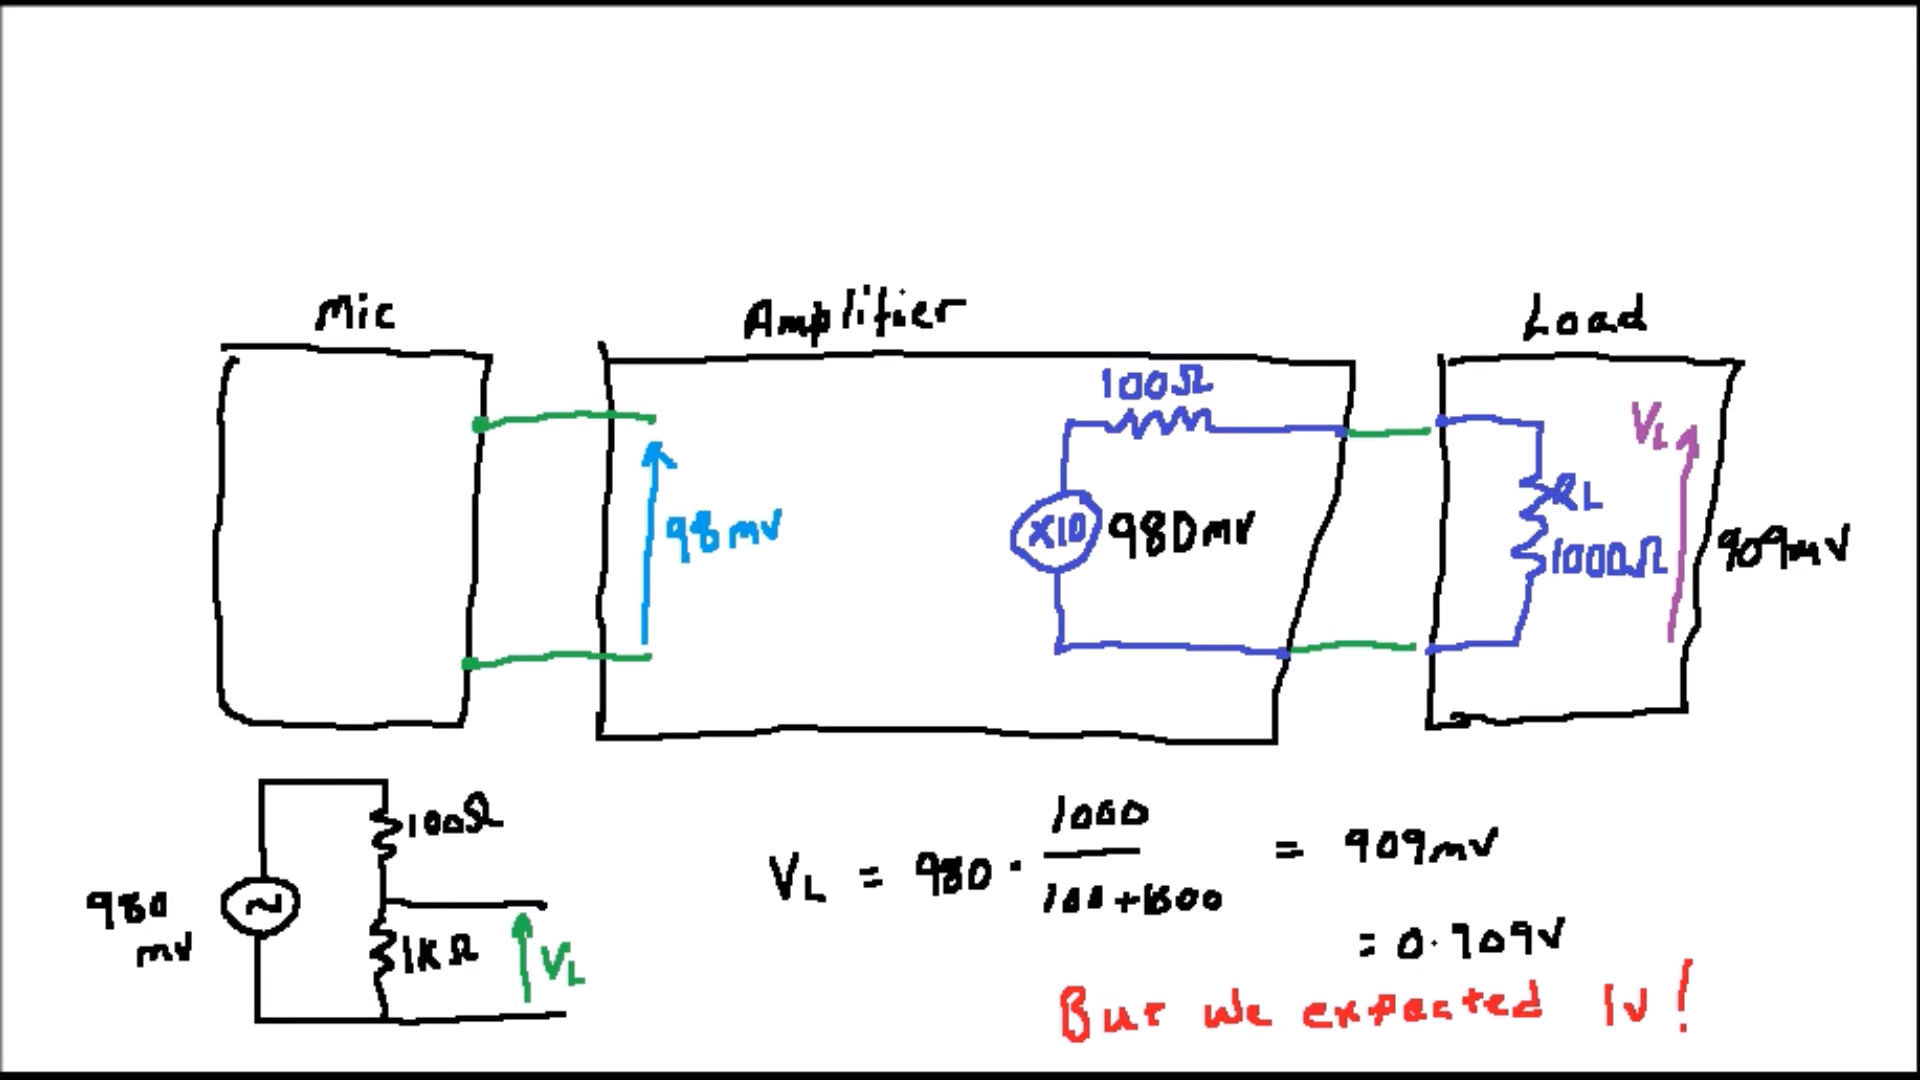 Mic
Amplifier
Load
100Ω
VL
98mV
X10
980mV
RL
1000Ω
909mV
980
mV
100Ω
1KΩ
VL
VL = 980 · 1000 / 100+1000 = 909mV
= 0.909V
But we expected 1V!